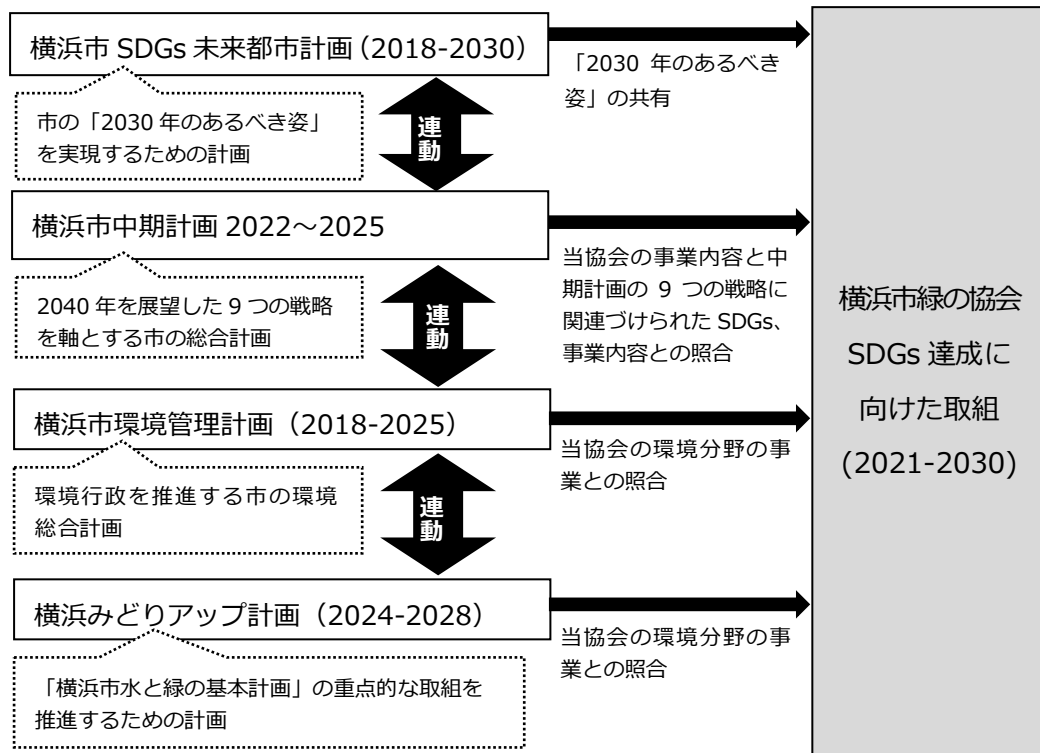 横浜市 SDGs 未来都市計画（2018-2030）
「2030 年のあるべき
姿」の共有
市の「2030 年のあるべき姿」
を実現するための計画
連動
横浜市中期計画 2022～2025
当協会の事業内容と中
期計画の 9 つの戦略に
関連づけられた SDGs、
事業内容との照合
2040 年を展望した 9 つの戦略
を軸とする市の総合計画
連動
横浜市環境管理計画（2018-2025）
当協会の環境分野の事
業との照合
環境行政を推進する市の環境
総合計画
連動
横浜みどりアップ計画（2024-2028）
当協会の環境分野の事
業との照合
「横浜市水と緑の基本計画」の重点的な取組を
推進するための計画
横浜市緑の協会
SDGs 達成に
向けた取組
(2021-2030)